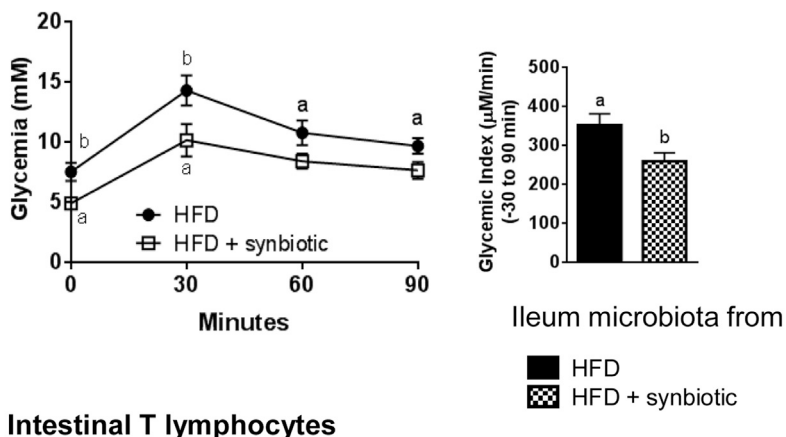 20
15
10
5
0
Glycemia (mM)
b
b
a
a
a
a
HFD
HFD + synbiotic
0 30 60 90
Minutes
500
400
300
200
100
0
Glycemic Index (μM/min)
(-30 to 90 min)
a
b
Ileum microbiota from
HFD
HFD + synbiotic
Intestinal T lymphocytes